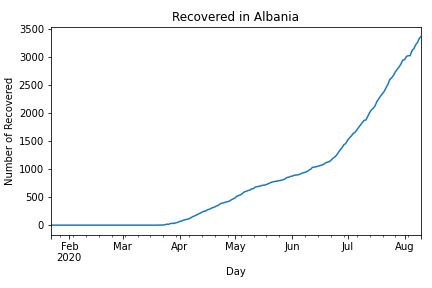 Recovered in Albania
3500
3000
2500
2000
1500
1000
500
0
Number of Recovered
Feb
2020
Mar
Apr
May
Jun
Jul
Aug
Day